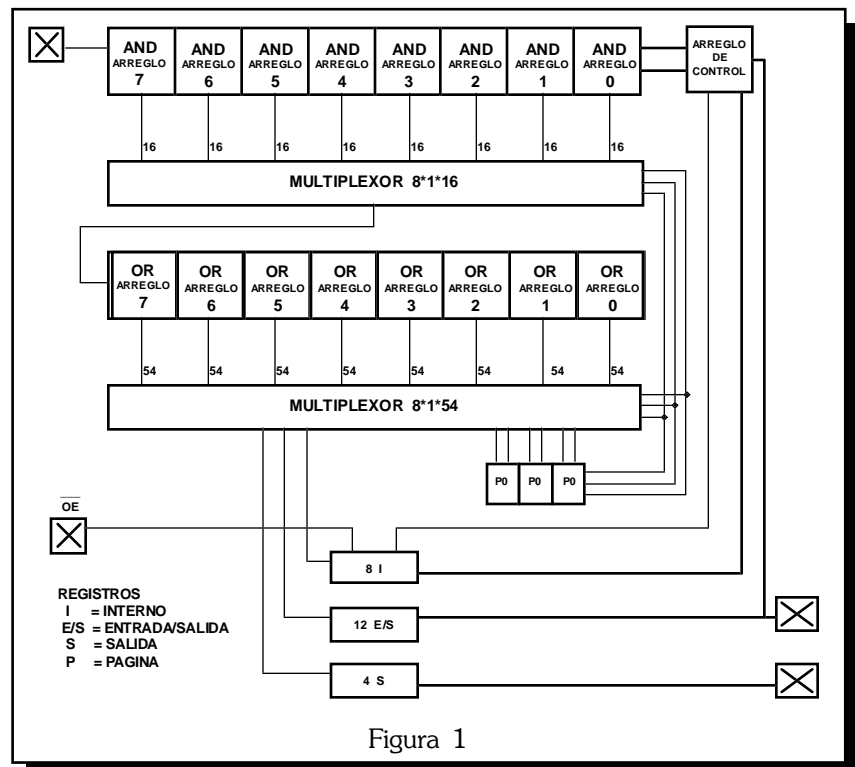 AND AND AND AND AND AND AND AND
ARREGLO ARREGLO ARREGLO ARREGLO ARREGLO ARREGLO ARREGLO ARREGLO
7 6 5 4 3 2 1 0
ARREGLO
DE
CONTROL
16 16 16 16 16 16 16 16
MULTIPLEXOR 8*1*16
OR OR OR OR OR OR OR OR
ARREGLO ARREGLO ARREGLO ARREGLO ARREGLO ARREGLO ARREGLO ARREGLO
7 6 5 4 3 2 1 0
54 54 54 54 54 54 54 54
MULTIPLEXOR 8*1*54
P0 P0 P0
OE
8 I
12 E/S
4 S
REGISTROS
I = INTERNO
E/S = ENTRADA/SALIDA
S = SALIDA
P = PAGINA
Figura 1